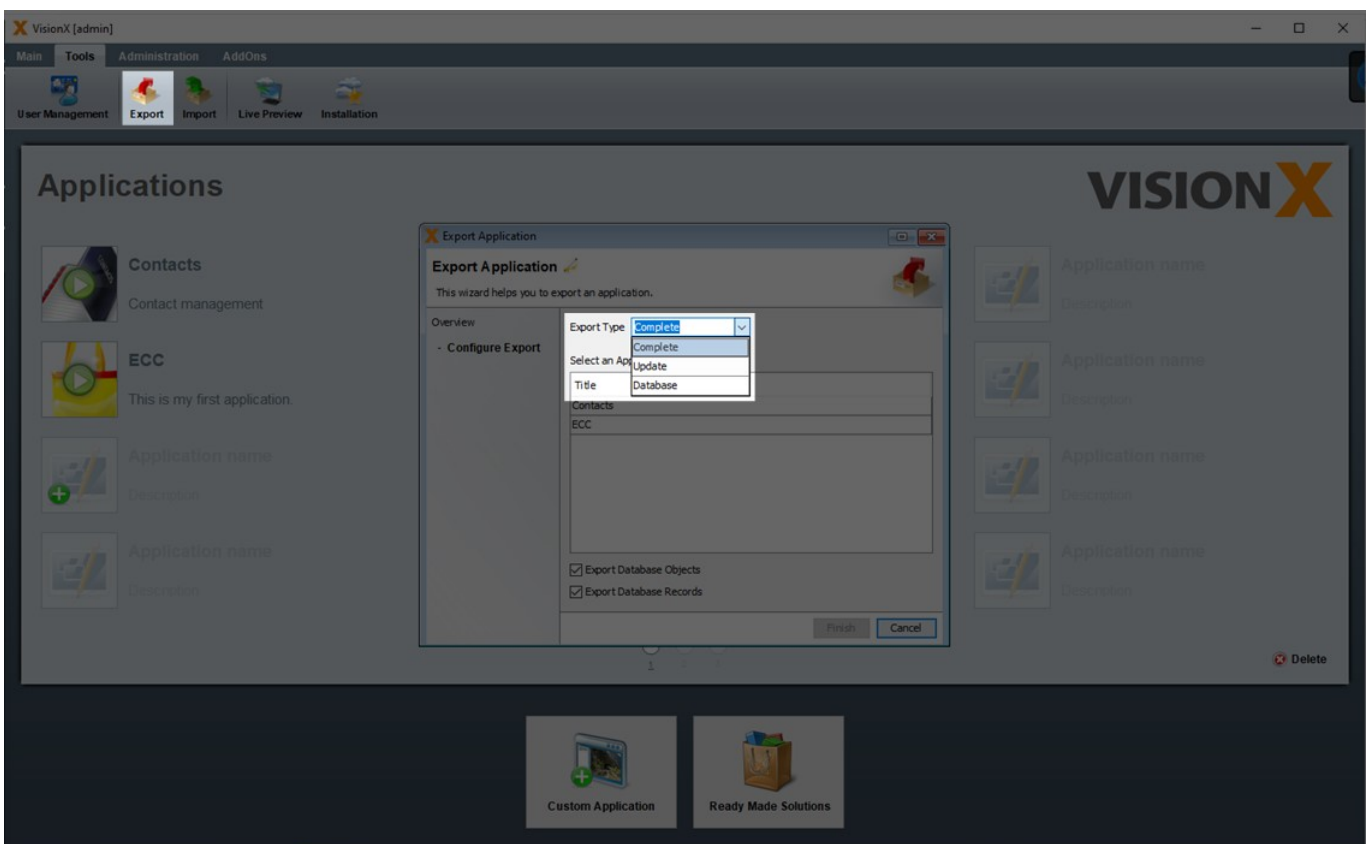 VisionX [admin]
Main Tools Administration AddOns
User Management Export Import Live Preview Installation
Applications
VISIONX
Contacts
Contact management
ECC
This is my first application.
Application name
Description
Application name
Description
Export Application
Export Application
This wizard helps you to export an application.
Overview
- Configure Export
Export Type Complete
Complete
Select an App
Update
Title Database
Contacts
ECC
Export Database Objects
Export Database Records
Finish Cancel
Application name
Description
Application name
Description
Application name
Description
Application name
Description
1
Delete
Custom Application Ready Made Solutions